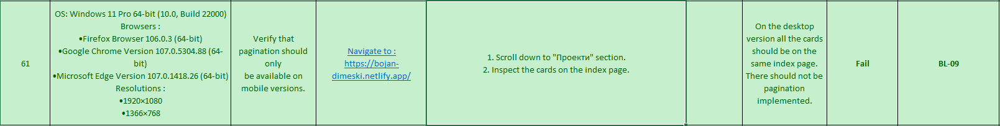 61
OS: Windows 11 Pro 64-bit (10.0, Build 22000)
Browsers :
•Firefox Browser 106.0.3 (64-bit)
•Google Chrome Version 107.0.5304.88 (64-
bit)
•Microsoft Edge Version 107.0.1418.26 (64-bit)
Resolutions :
•1920×1080
•1366×768
Verify that
pagination should
only
be available on
mobile versions.
Navigate to :
https://bojan-
dimeski.netlify.app/
1. Scroll down to "Проекти" section.
2. Inspect the cards on the index page.
On the desktop
version all the cards
should be on the
same index page.
There should not be
pagination
implemented.
Fail
BL-09